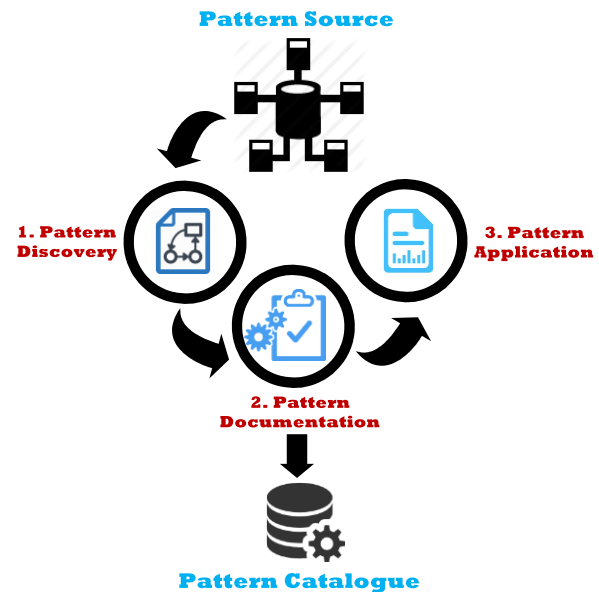 Pattern Source
1. Pattern
Discovery
3. Pattern
Application
2. Pattern
Documentation
Pattern Catalogue